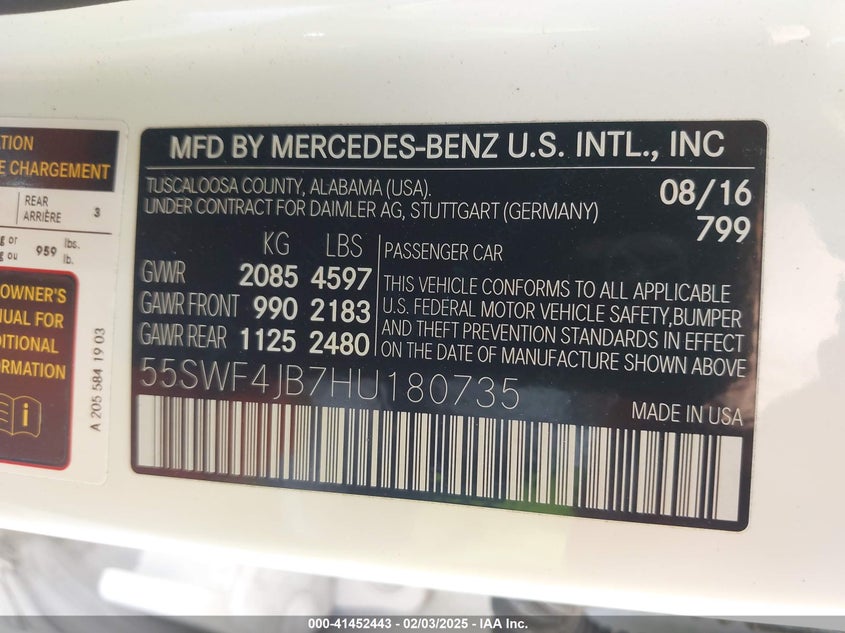 TION
E CHARGEMENT
REAR
ARRIÈRE
3
g or
g ou
959
lbs.
lb.
OWNER'S
NUAL FOR
DITIONAL
ORMATION
A 205 584 19 03
MFD BY MERCEDES-BENZ U.S. INTL., INC
TUSCALOOSA COUNTY, ALABAMA (USA).
UNDER CONTRACT FOR DAIMLER AG, STUTTGART (GERMANY)
08/16
799
KG LBS
GVWR 2085 4597
GAWR FRONT 990 2183
GAWR REAR 1125 2480
PASSENGER CAR
THIS VEHICLE CONFORMS TO ALL APPLICABLE
U.S. FEDERAL MOTOR VEHICLE SAFETY,BUMPER
AND THEFT PREVENTION STANDARDS IN EFFECT
ON THE DATE OF MANUFACTURE SHOWN ABOVE
55SWF4JB7HU180735
MADE IN USA
000-41452443 - 02/03/2025 - IAA Inc.